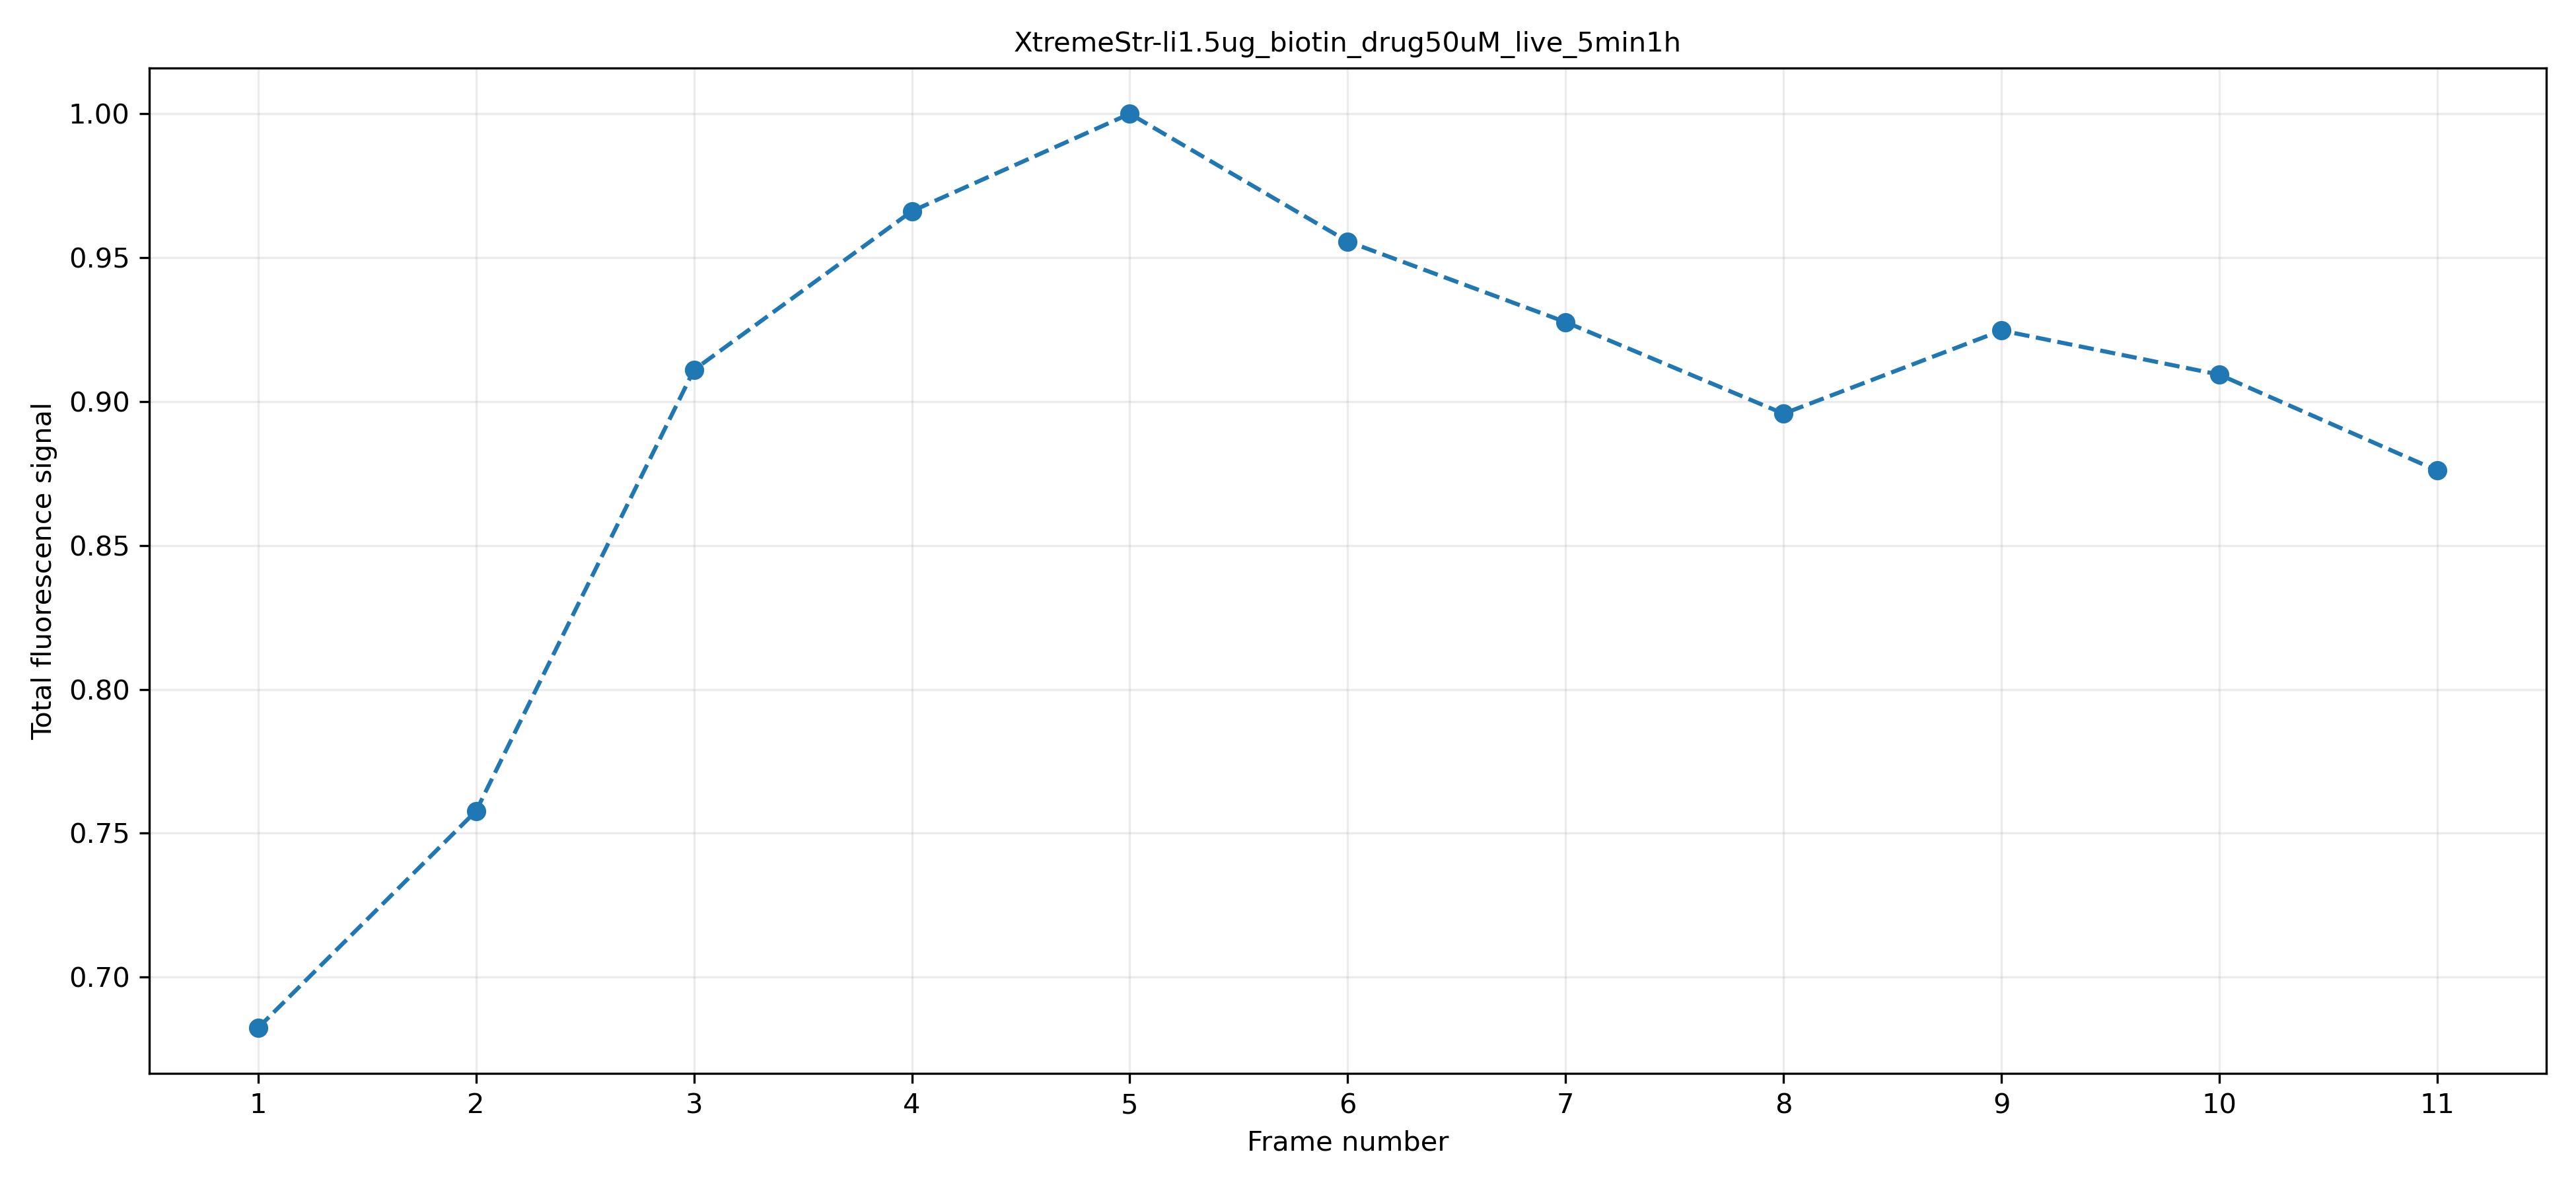 XtremeStr-li1.5ug_biotin_drug50uM_live_5min1h
Total fluorescence signal
1.00
0.95
0.90
0.85
0.80
0.75
0.70
1 2 3 4 5 6 7 8 9 10 11
Frame number